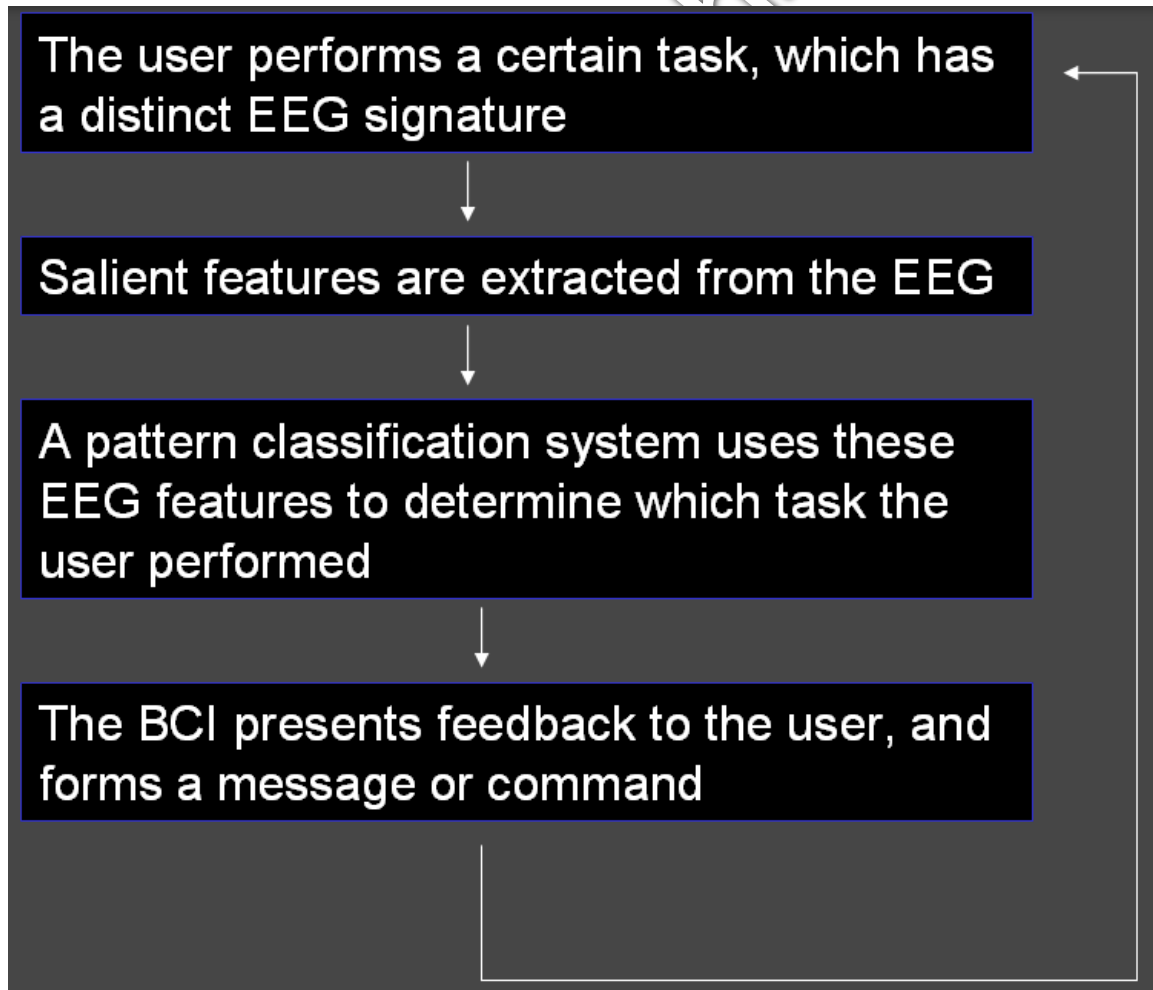 The user performs a certain task, which has
a distinct EEG signature
Salient features are extracted from the EEG
A pattern classification system uses these
EEG features to determine which task the
user performed
The BCI presents feedback to the user, and
forms a message or command